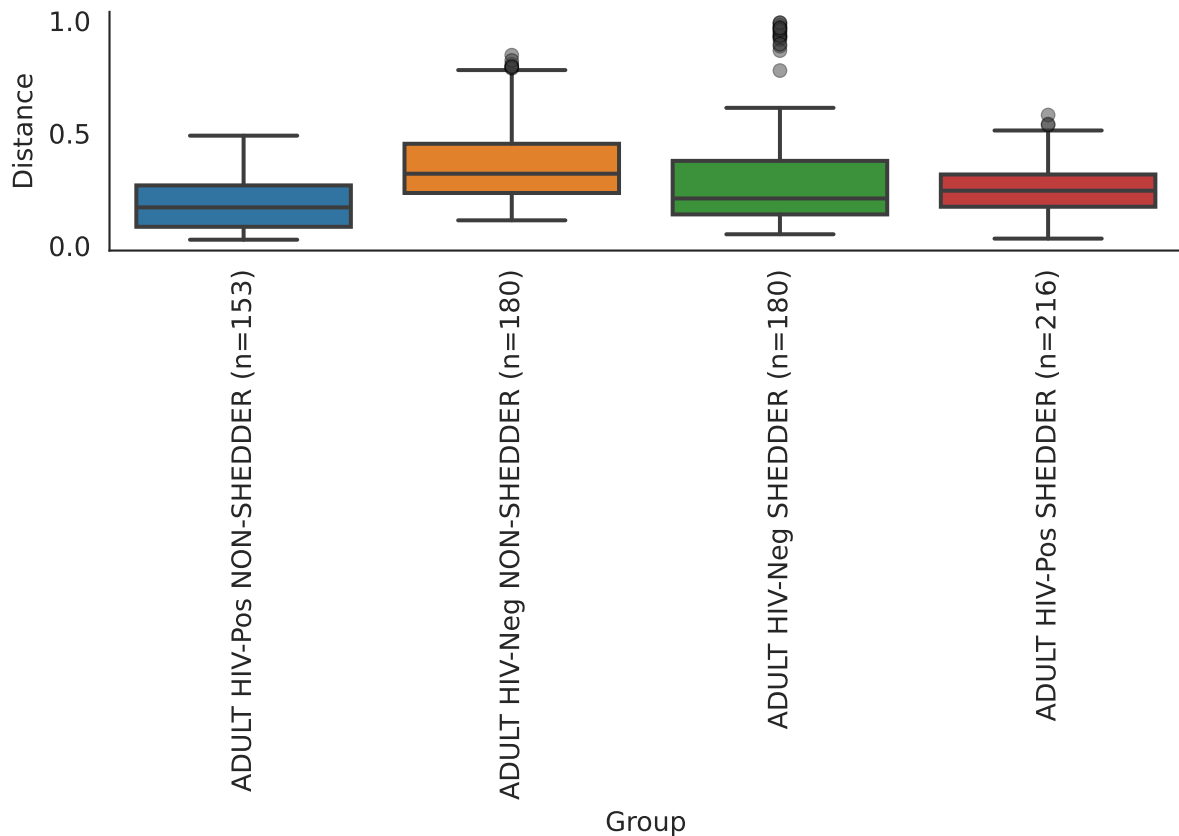 1.0
0.5
0.0
Distance
ADULT HIV-Pos NON-SHEDDER (n=153)
ADULT HIV-Neg NON-SHEDDER (n=180)
ADULT HIV-Neg SHEDDER (n=180)
ADULT HIV-Pos SHEDDER (n=216)
Group